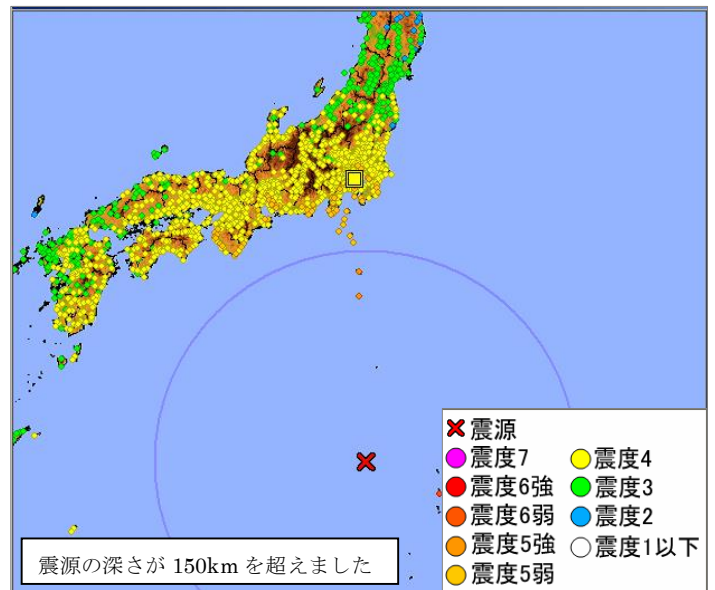 震源
震度7
震度6強
震度6弱
震度5強
震度5弱
震度4
震度3
震度2
震度1以下
震源の深さが 150km を超えました